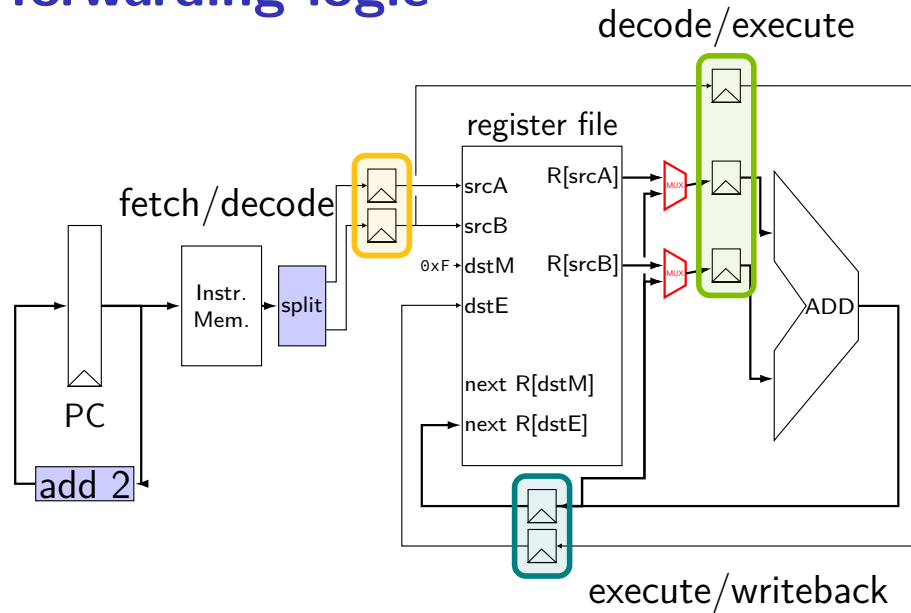 forwarding logic
decode/execute
register file
fetch/decode
srcA
R[srcA]
MUX
srcB
0xF
dstM
R[srcB]
MUX
Instr.
Mem.
split
dstE
ADD
next R[dstM]
PC
next R[dstE]
add 2
execute/writeback